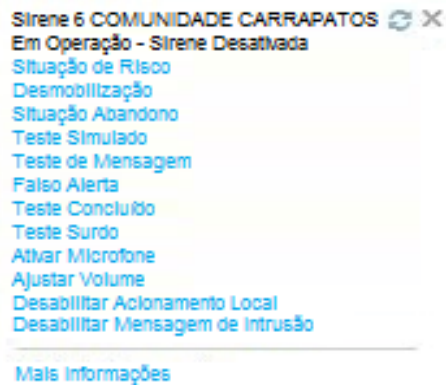 Sirene 6 COMUNIDADE CARRAPATOS
Em Operação - Sirene Desativada
Situação de Risco
Desmobilização
Situação Abandono
Teste Simulado
Teste de Mensagem
Falso Alerta
Teste Concluído
Teste Surdo
Ativar Microfone
Ajustar Volume
Desabilitar Acionamento Local
Desabilitar Mensagem de Intrusão
Mais Informações